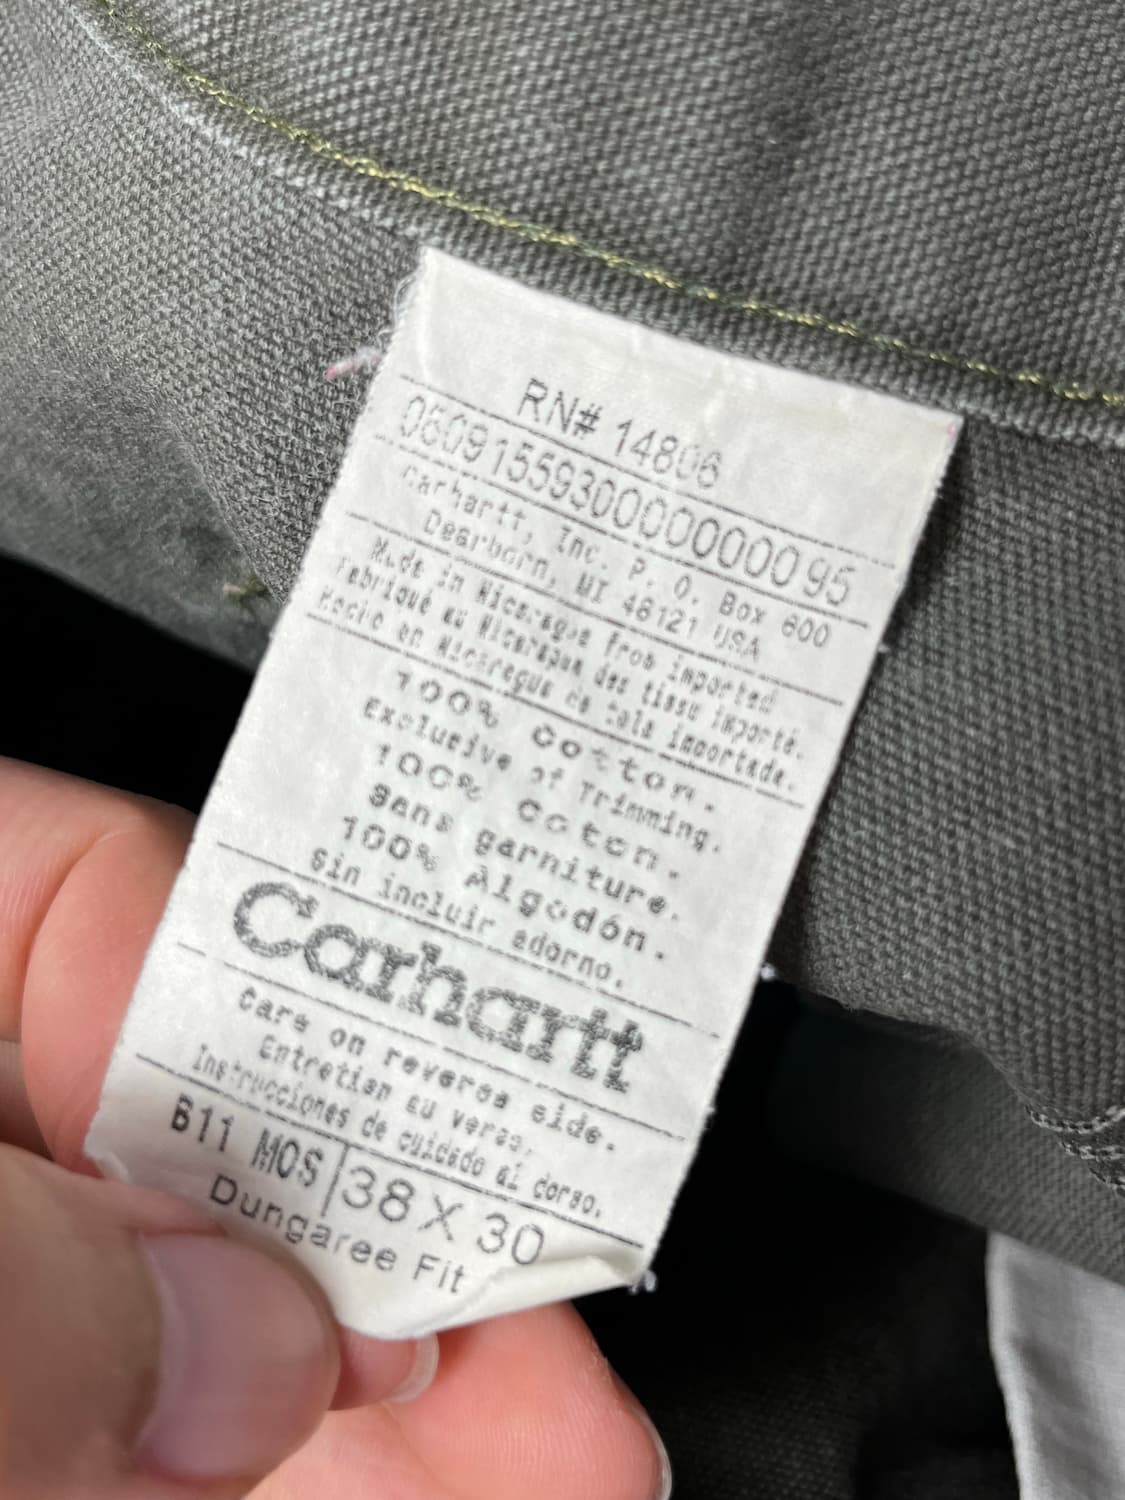 RN# 14806
0609155930000000095
Carhartt, Inc. P. O. Box 600
Dearborn, MI 48121 USA
Made in Nicaragua from imported
Fabriqué au Nicaragua des tissu importé.
Hecho en Nicaragua de tela importada.
100% Cotton.
Exclusive of Trimming.
100% Coton.
Sans garniture.
100% Algodón.
Sin incluir adorno.
Carhartt
Care on reverse side.
Entretien au verso.
Instrucciones de cuidado al dorso.
B11 MOS 38 X 30
Dungaree Fit